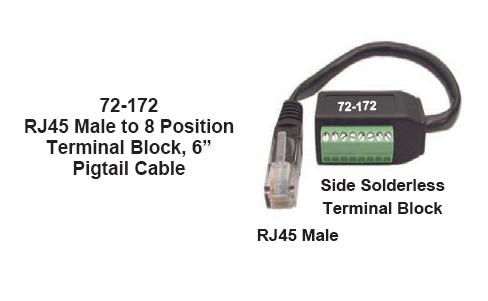 72-172
RJ45 Male to 8 Position
Terminal Block, 6”
Pigtail Cable
72-172
Side Solderless
Terminal Block
RJ45 Male